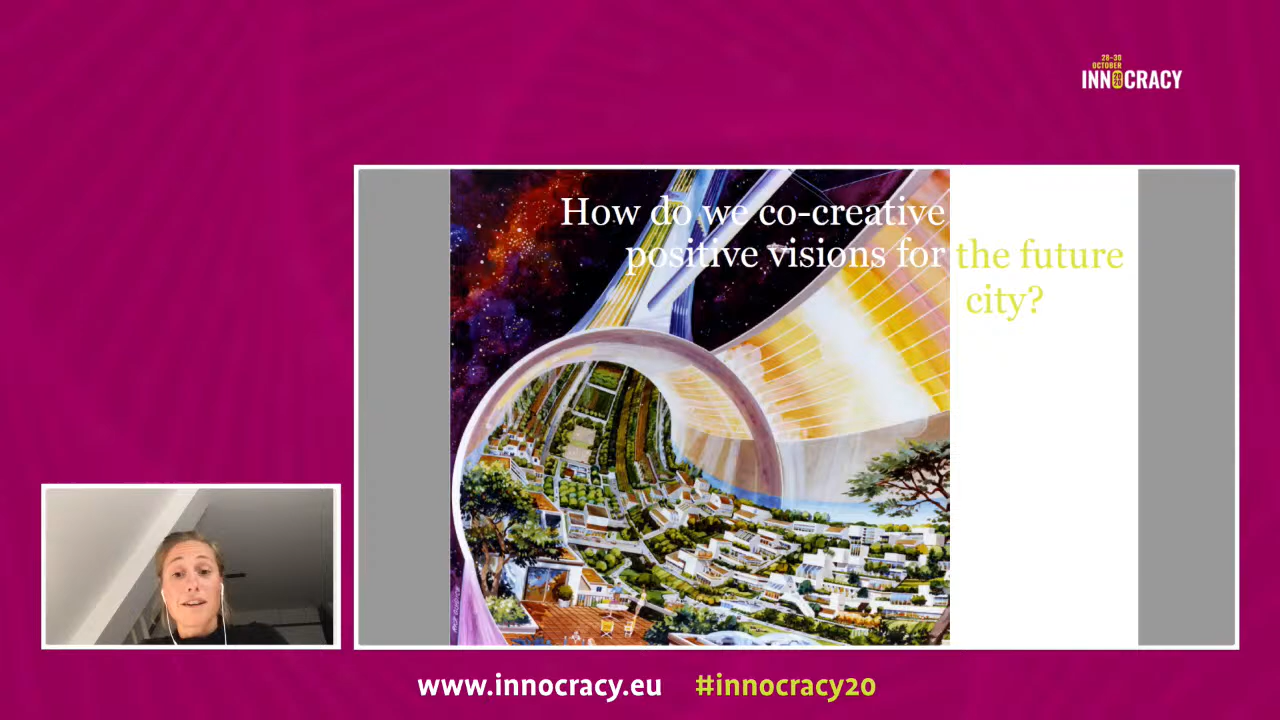 28-30
OCTOBER
INNOCRACY
How do we co-creative
positive visions for the future
city?
www.innocracy.eu #innocracy20